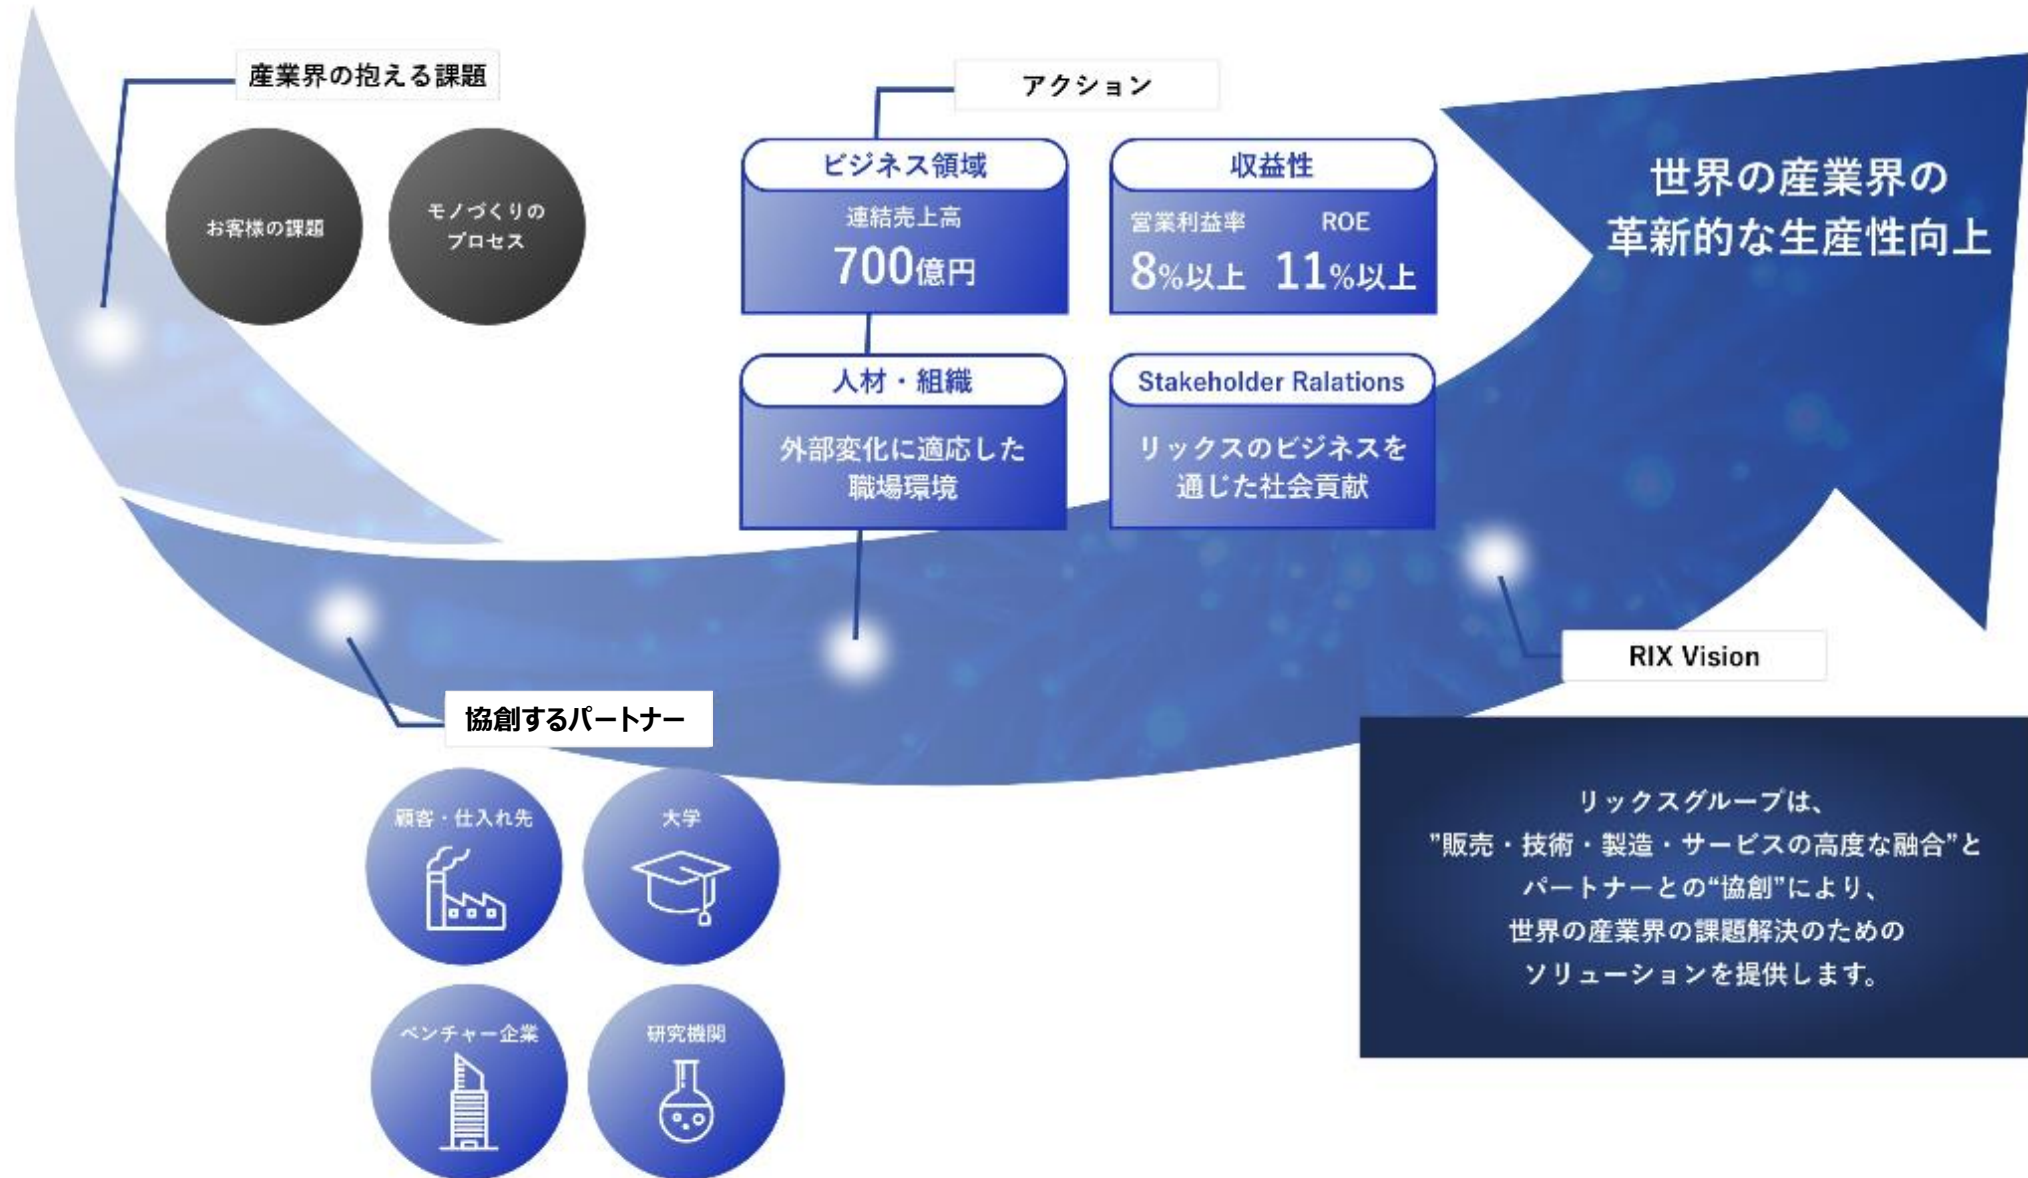 産業界の抱える課題
お客様の課題
モノづくりの
プロセス
アクション
ビジネス領域
連結売上高
700億円
収益性
営業利益率 ROE
8%以上 11%以上
人材・組織
外部変化に適応した
職場環境
Stakeholder Ralations
リックスのビジネスを
通じた社会貢献
世界の産業界の
革新的な生産性向上
協創するパートナー
顧客・仕入れ先
大学
ベンチャー企業
研究機関
RIX Vision
リックスグループは、
”販売・技術・製造・サービスの高度な融合”と
パートナーとの“協創”により、
世界の産業界の課題解決のための
ソリューションを提供します。